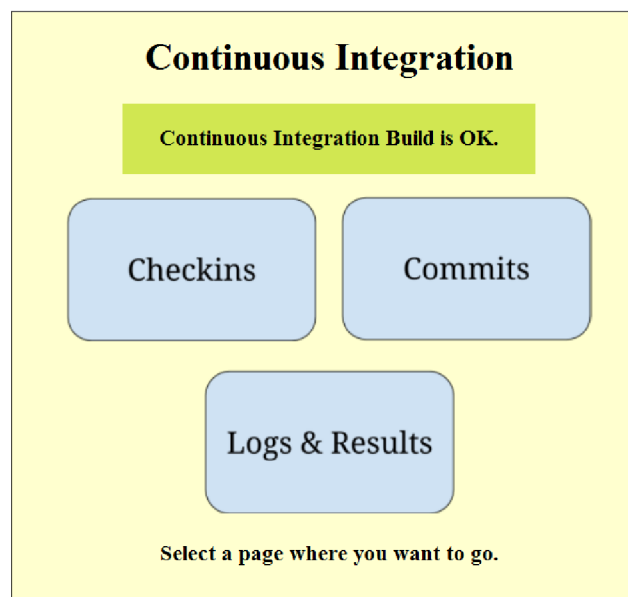 Continuous Integration
Continuous Integration Build is OK.
Checkins
Commits
Logs & Results
Select a page where you want to go.